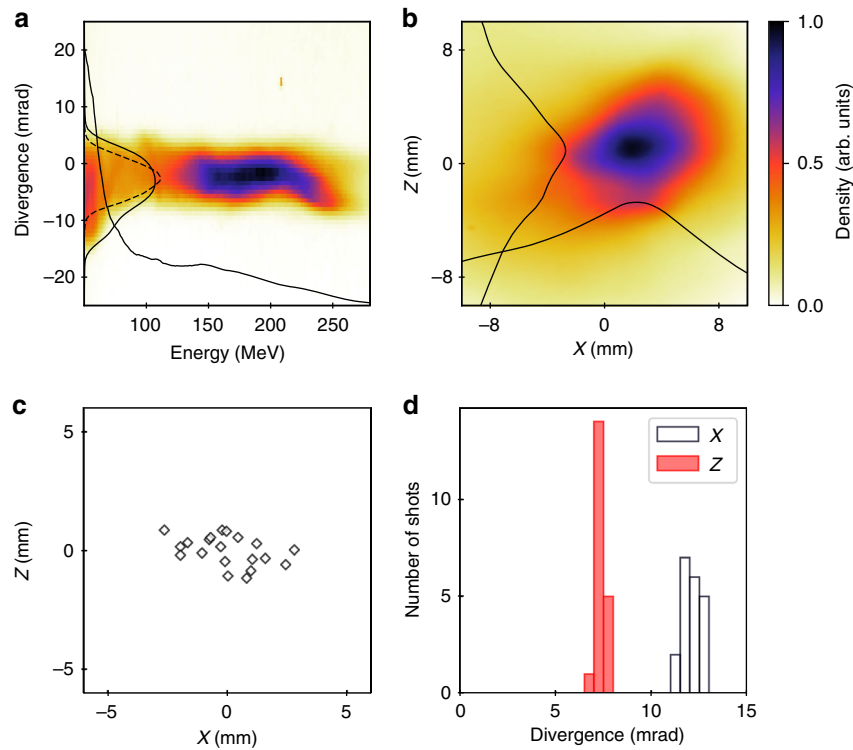 a
Divergence (mrad)
20
10
0
−10
−20
100
150
200
250
Energy (MeV)
b
Z (mm)
8
0
−8
−8
0
8
X (mm)
1.0
0.5
0.0
Density (arb. units)
c
Z (mm)
5
0
−5
−5
0
5
X (mm)
d
Number of shots
10
5
0
0
5
10
15
Divergence (mrad)
X
Z